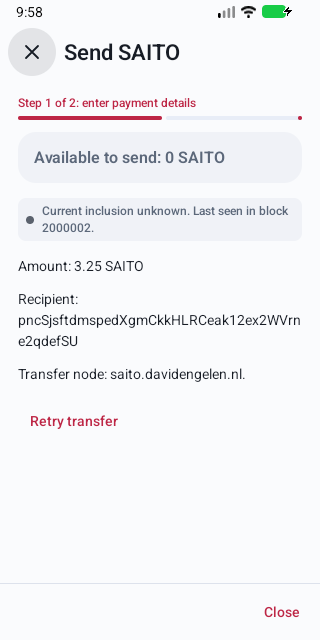 9:58
Send SAITO
Step 1 of 2: enter payment details
Available to send: 0 SAITO
Current inclusion unknown. Last seen in block
2000002.
Amount: 3.25 SAITO
Recipient:
pncSjsftdmspedXgmCkkHLRCeak12ex2WVrn
e2qdefSU
Transfer node: saito.davidengelen.nl.
Retry transfer
Close